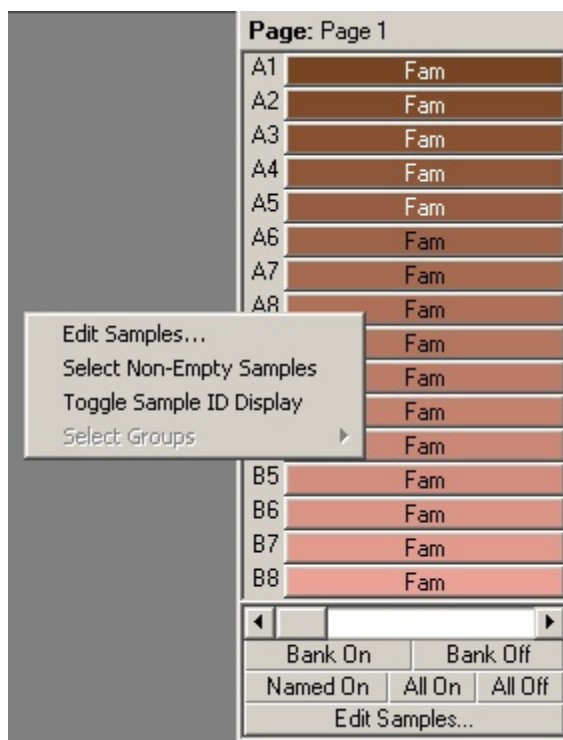 Page: Page 1
A1 Fam
A2 Fam
A3 Fam
A4 Fam
A5 Fam
A6 Fam
A7 Fam
A8 Fam
Fam
Fam
Fam
Fam
B5 Fam
B6 Fam
B7 Fam
B8 Fam
Edit Samples...
Select Non-Empty Samples
Toggle Sample ID Display
Select Groups
Bank On Bank Off
Named On All On All Off
Edit Samples...